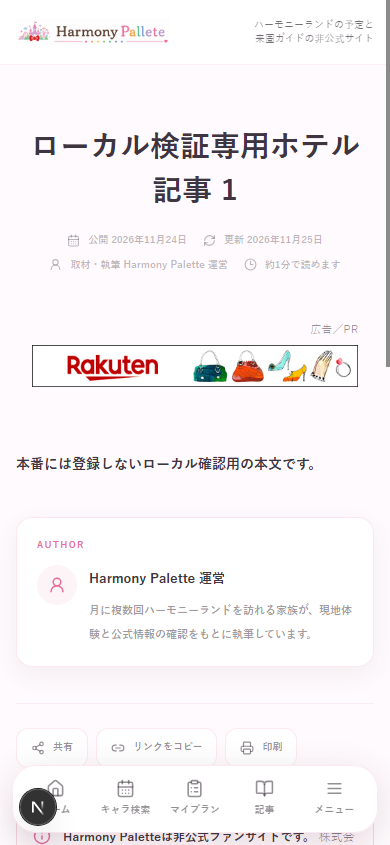 Harmony Pallete
ハーモニーランドの予定と
来園ガイドの非公式サイト
ローカル検証専用ホテル
記事 1
公開 2026年11月24日 更新 2026年11月25日
取材・執筆 Harmony Palette 運営 約1分で読めます
広告／PR
Rakuten
本番には登録しないローカル確認用の本文です。
AUTHOR
Harmony Palette 運営
月に複数回ハーモニーランドを訪れる家族が、現地体
験と公式情報の確認をもとに執筆しています。
共有 リンクをコピー 印刷
N
ーム キャラ検索 マイプラン 記事 メニュー
Harmony Paletteは非公式ファンサイトです。 株式会